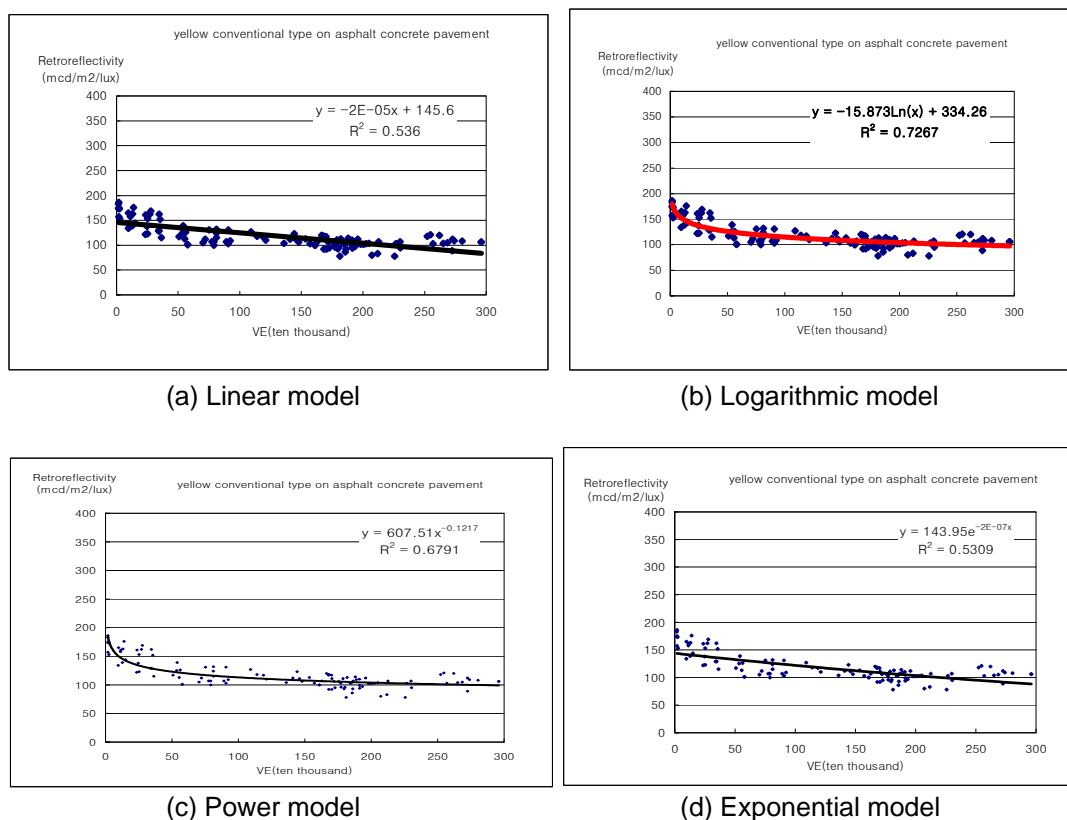 yellow conventional type on asphalt concrete pavement
Retroreflectivity
(mcd/m2/lux)
y = −2E−05x + 145.6
R² = 0.536
400
350
300
250
200
150
100
50
0
0 50 100 150 200 250 300
VE(ten thousand)
(a) Linear model
yellow conventional type on asphalt concrete pavement
Retroreflectivity
(mcd/m2/lux)
y = −15.873Ln(x) + 334.26
R² = 0.7267
400
350
300
250
200
150
100
50
0
0 50 100 150 200 250 300
VE(ten thousand)
(b) Logarithmic model
Retroreflectivity
(mcd/m2/lux)
yellow conventional type on asphalt concrete pavement
y = 607.51x^−0.1217
R² = 0.6791
400
350
300
250
200
150
100
50
0
0 50 100 150 200 250 300
VE(ten thousand)
(c) Power model
yellow conventional type on asphalt concrete pavement
Retroreflectivity
(mcd/m2/lux)
y = 143.95e^−2E−07x
R² = 0.5309
400
350
300
250
200
150
100
50
0
0 50 100 150 200 250 300
VE(ten thousand)
(d) Exponential model